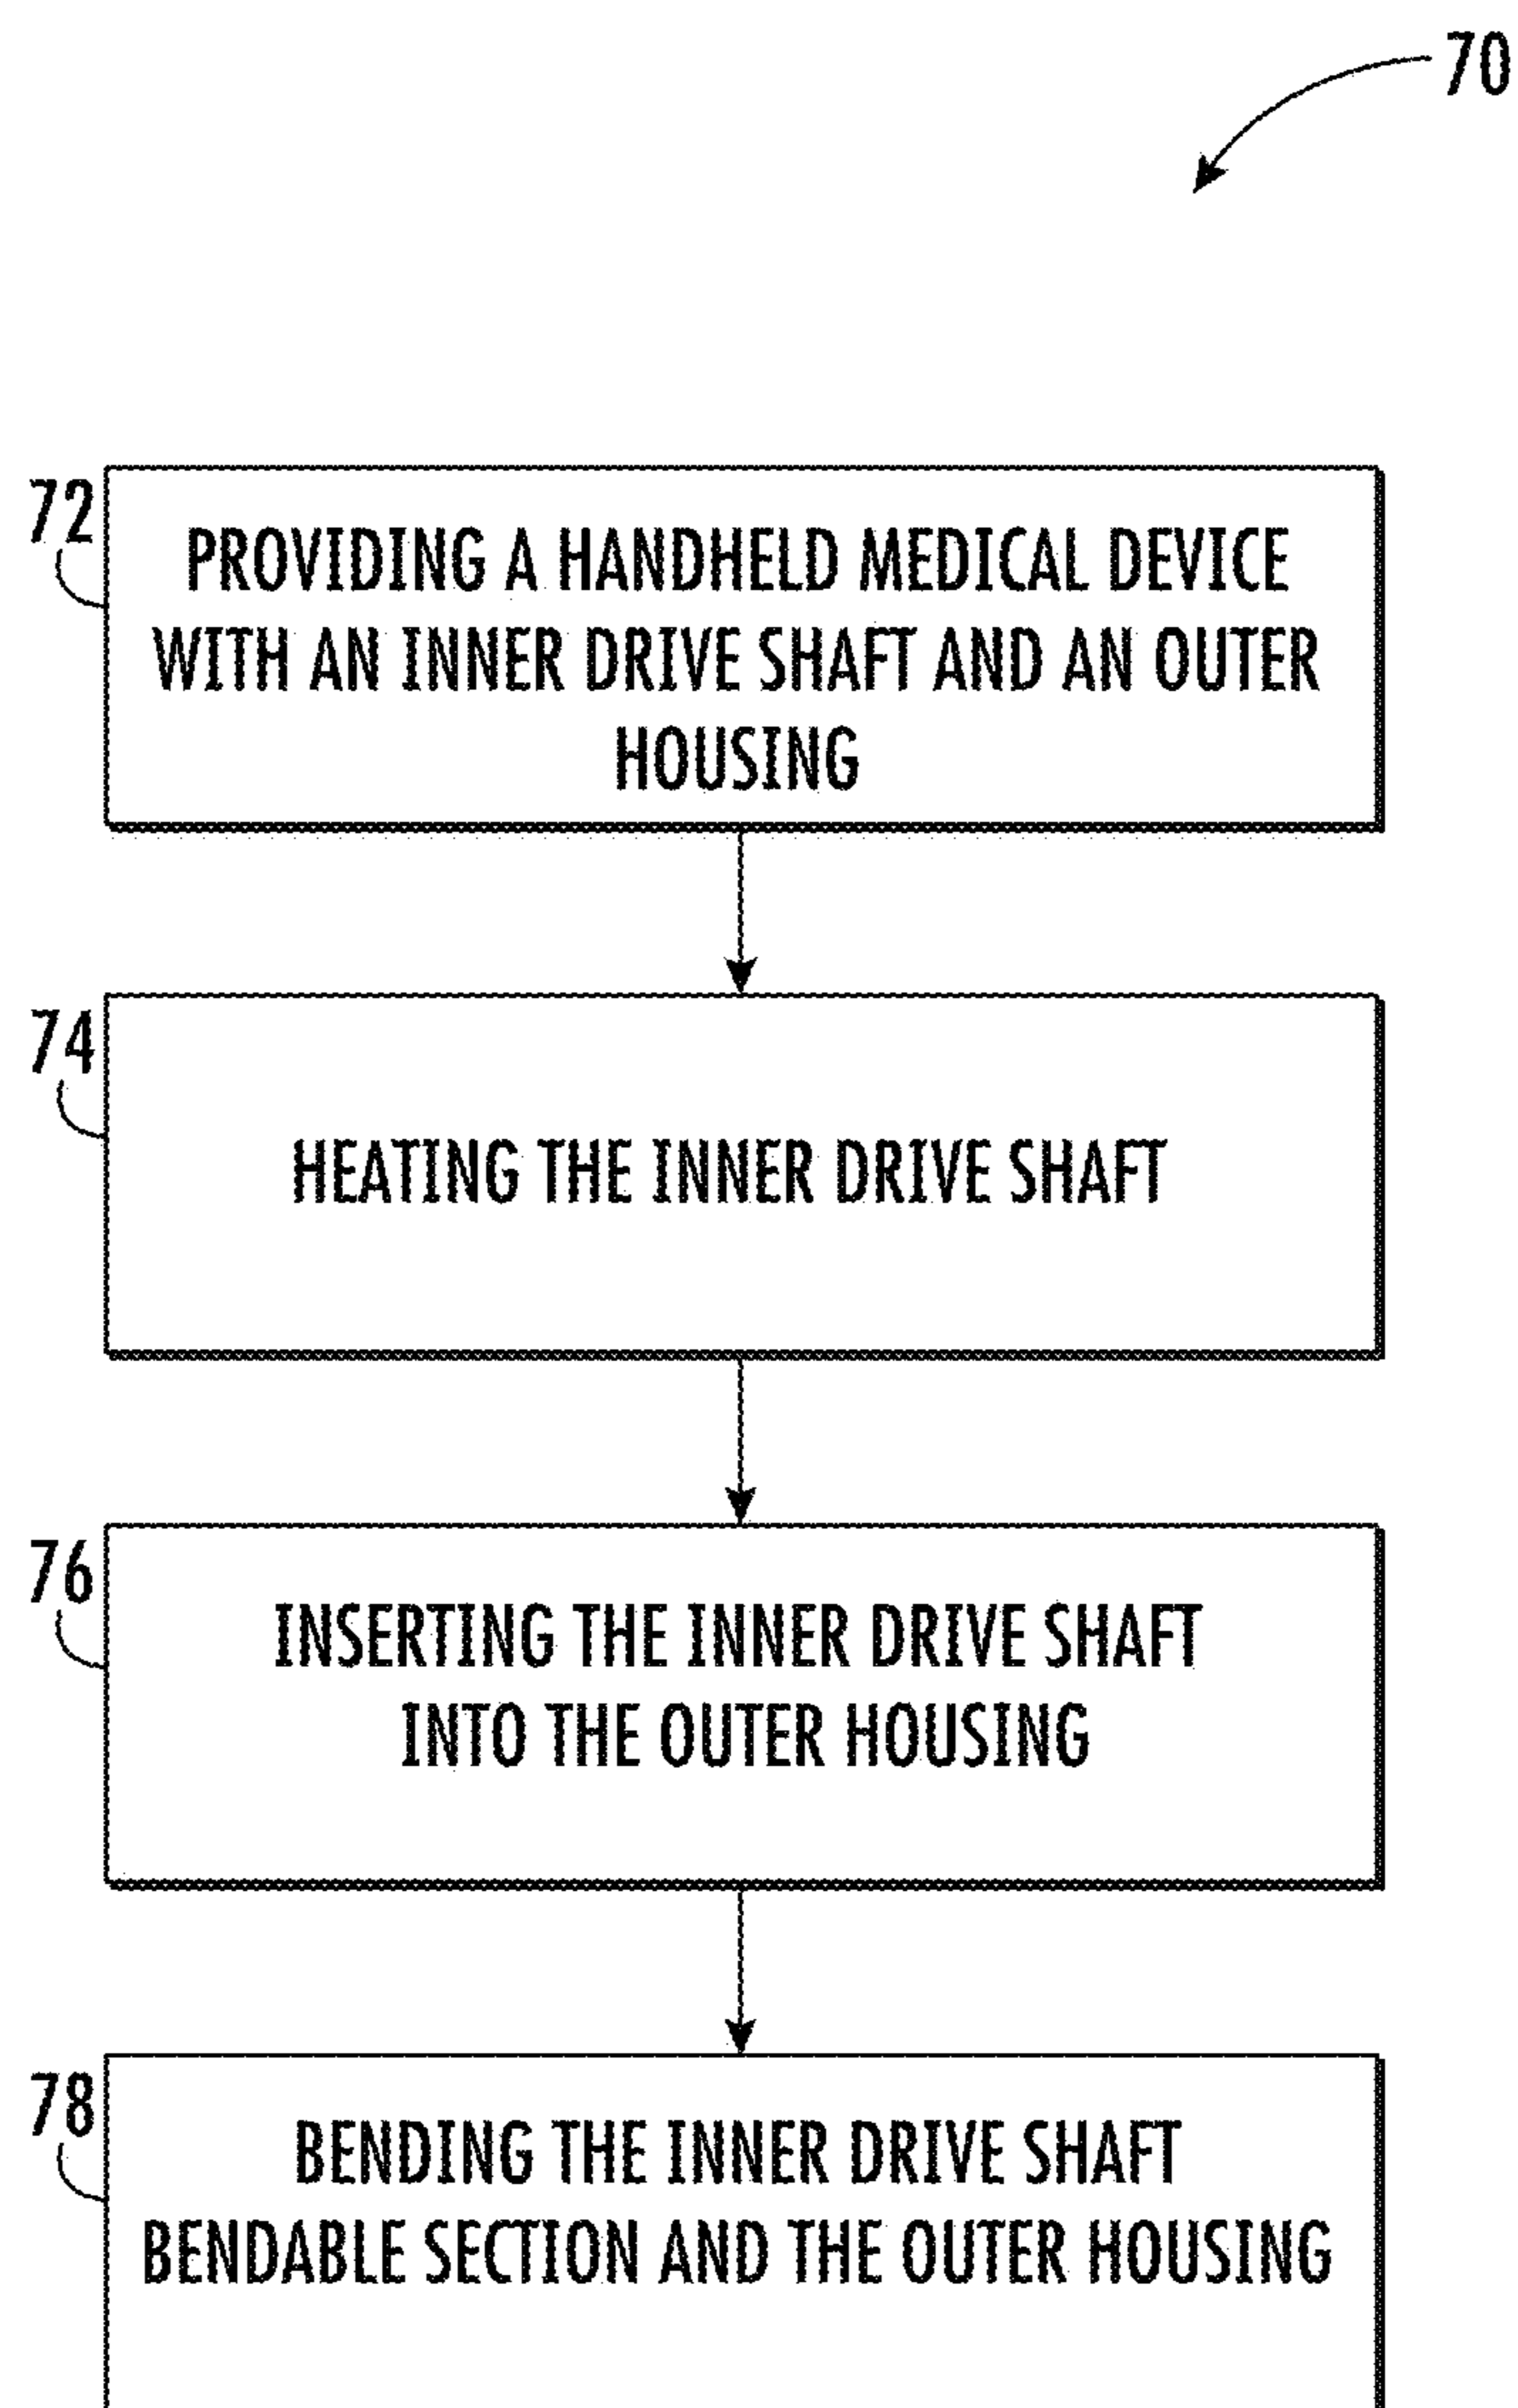 70
72
PROVIDING A HANDHELD MEDICAL DEVICE
WITH AN INNER DRIVE SHAFT AND AN OUTER
HOUSING
74
HEATING THE INNER DRIVE SHAFT
76
INSERTING THE INNER DRIVE SHAFT
INTO THE OUTER HOUSING
78
BENDING THE INNER DRIVE SHAFT
BENDABLE SECTION AND THE OUTER HOUSING